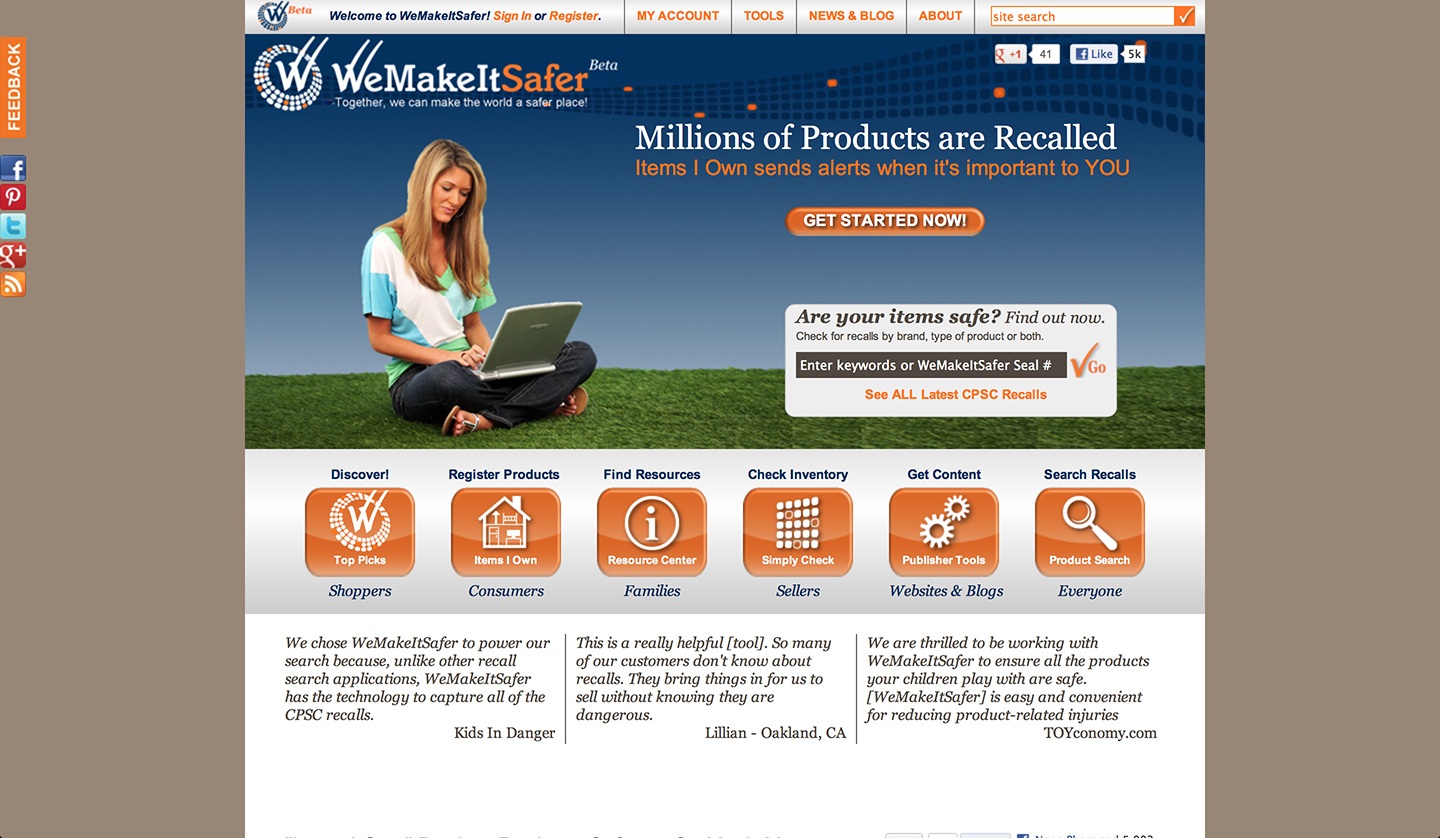 Beta
Welcome to WeMakeItSafer! Sign In or Register.
MY ACCOUNT
TOOLS
NEWS & BLOG
ABOUT
site search
FEEDBACK
WeMakeItSafer Beta
Together, we can make the world a safer place!
+1
41
Like
5k
Millions of Products are Recalled
Items I Own sends alerts when it's important to YOU
GET STARTED NOW!
Are your items safe? Find out now.
Check for recalls by brand, type of product or both.
Enter keywords or WeMakeItSafer Seal #
Go
See ALL Latest CPSC Recalls
Discover!
Register Products
Find Resources
Check Inventory
Get Content
Search Recalls
Top Picks
Items I Own
Resource Center
Simply Check
Publisher Tools
Product Search
Shoppers
Consumers
Families
Sellers
Websites & Blogs
Everyone
We chose WeMakeItSafer to power our
search because, unlike other recall
search applications, WeMakeItSafer
has the technology to capture all of the
CPSC recalls.
Kids In Danger
This is a really helpful [tool]. So many
of our customers don't know about
recalls. They bring things in for us to
sell without knowing they are
dangerous.
Lillian - Oakland, CA
We are thrilled to be working with
WeMakeItSafer to ensure all the products
your children play with are safe.
[WeMakeItSafer] is easy and convenient
for reducing product-related injuries
TOYconomy.com